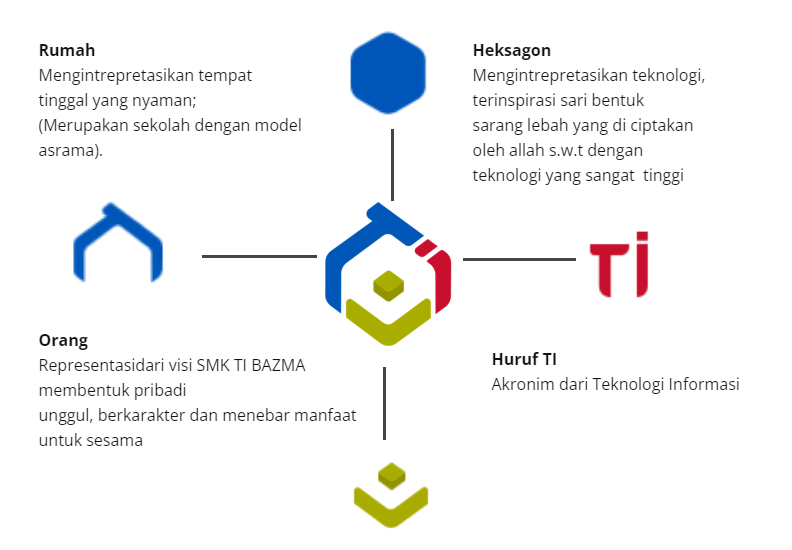 Rumah
Mengintrepretasikan tempat
tinggal yang nyaman;
(Merupakan sekolah dengan model
asrama).
Heksagon
Mengintrepretasikan teknologi,
terinspirasi sari bentuk
sarang lebah yang di ciptakan
oleh allah s.w.t dengan
teknologi yang sangat  tinggi
Ti
Orang
Representasidari visi SMK TI BAZMA
membentuk pribadi
unggul, berkarakter dan menebar manfaat
untuk sesama
Huruf TI
Akronim dari Teknologi Informasi